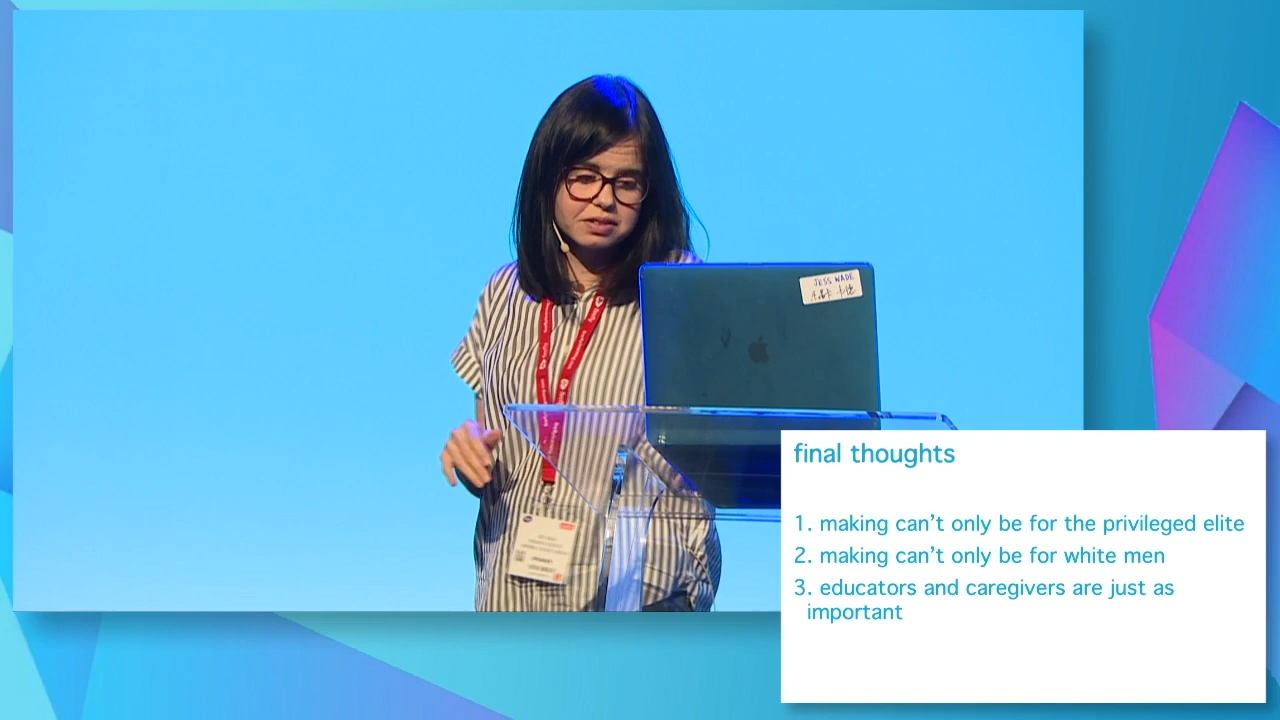 JESS WADE
final thoughts
1. making can't only be for the privileged elite
2. making can't only be for white men
3. educators and caregivers are just as
important